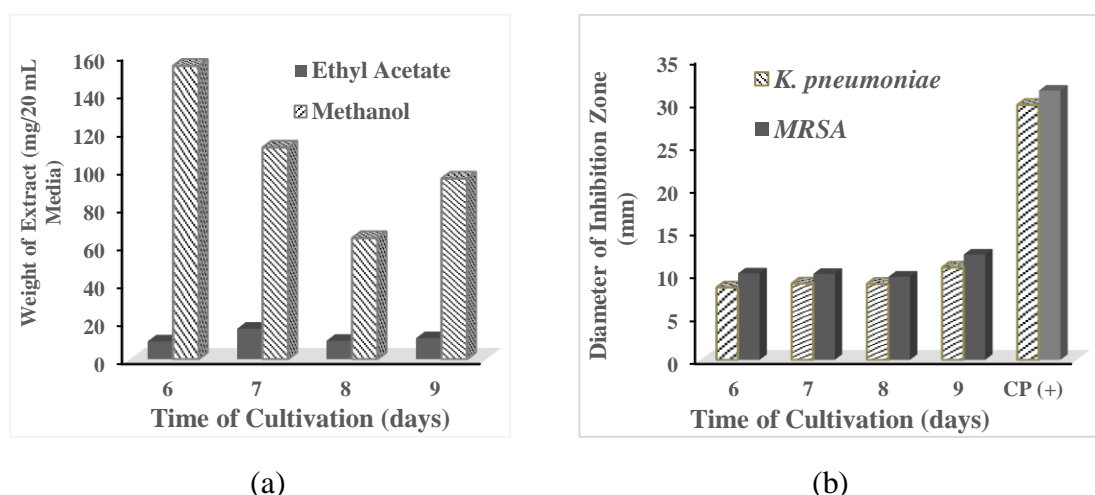 160
140
120
100
80
60
40
20
0
Weight of Extract (mg/20 mL
Media)
Ethyl Acetate
Methanol
6 7 8 9
Time of Cultivation (days)
(a)
35
30
25
20
15
10
5
0
Diameter of Inhibition Zone
(mm)
K. pneumoniae
MRSA
6 7 8 9 CP (+)
Time of Cultivation (days)
(b)